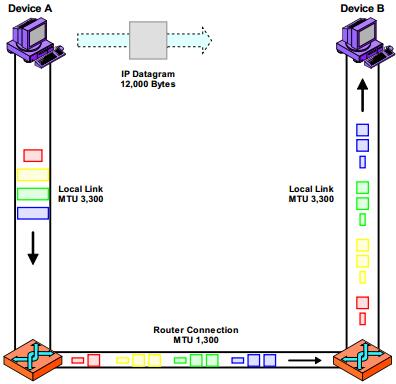 Device A
Device B
IP Datagram
12,000 Bytes
Local Link
MTU 3,300
Local Link
MTU 3,300
Router Connection
MTU 1,300